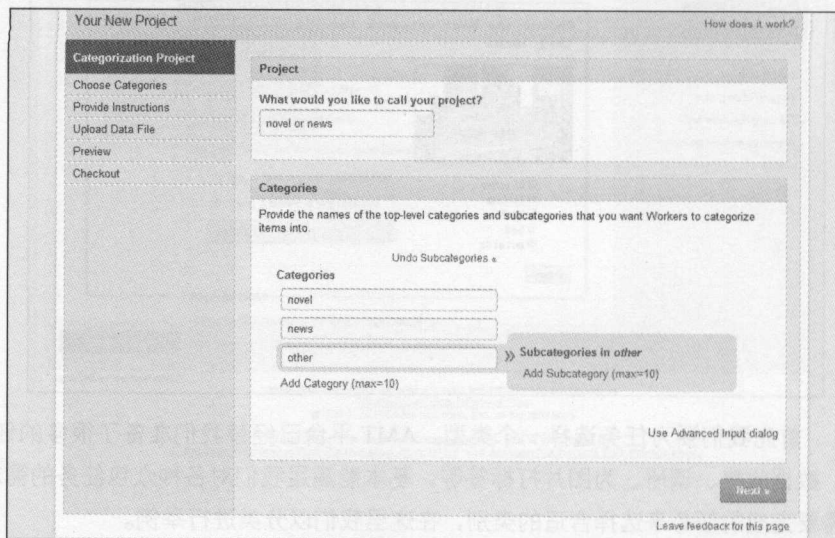 Your New Project
How does it work?
Categorization Project
Choose Categories
Provide Instructions
Upload Data File
Preview
Checkout
Project
What would you like to call your project?
novel or news
Categories
Provide the names of the top-level categories and subcategories that you want Workers to categorize
items into.
Undo Subcategories «
Categories
novel
news
other
» Subcategories in other
Add Subcategory (max=10)
Add Category (max=10)
Use Advanced Input dialog
Next »
Leave feedback for this page